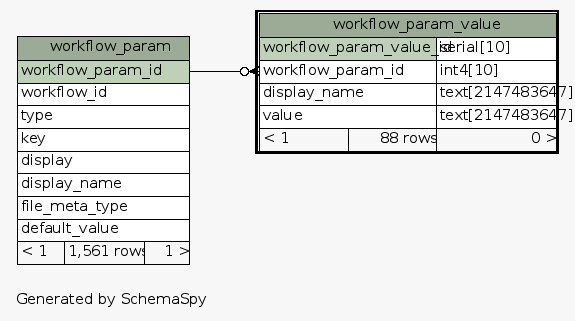 workflow_param
workflow_param_id
workflow_id
type
key
display
display_name
file_meta_type
default_value
< 1 1,561 rows 1 >
workflow_param_value
workflow_param_value_id serial[10]
workflow_param_id int4[10]
display_name text[2147483647]
value text[2147483647]
< 1 88 rows 0 >
Generated by SchemaSpy